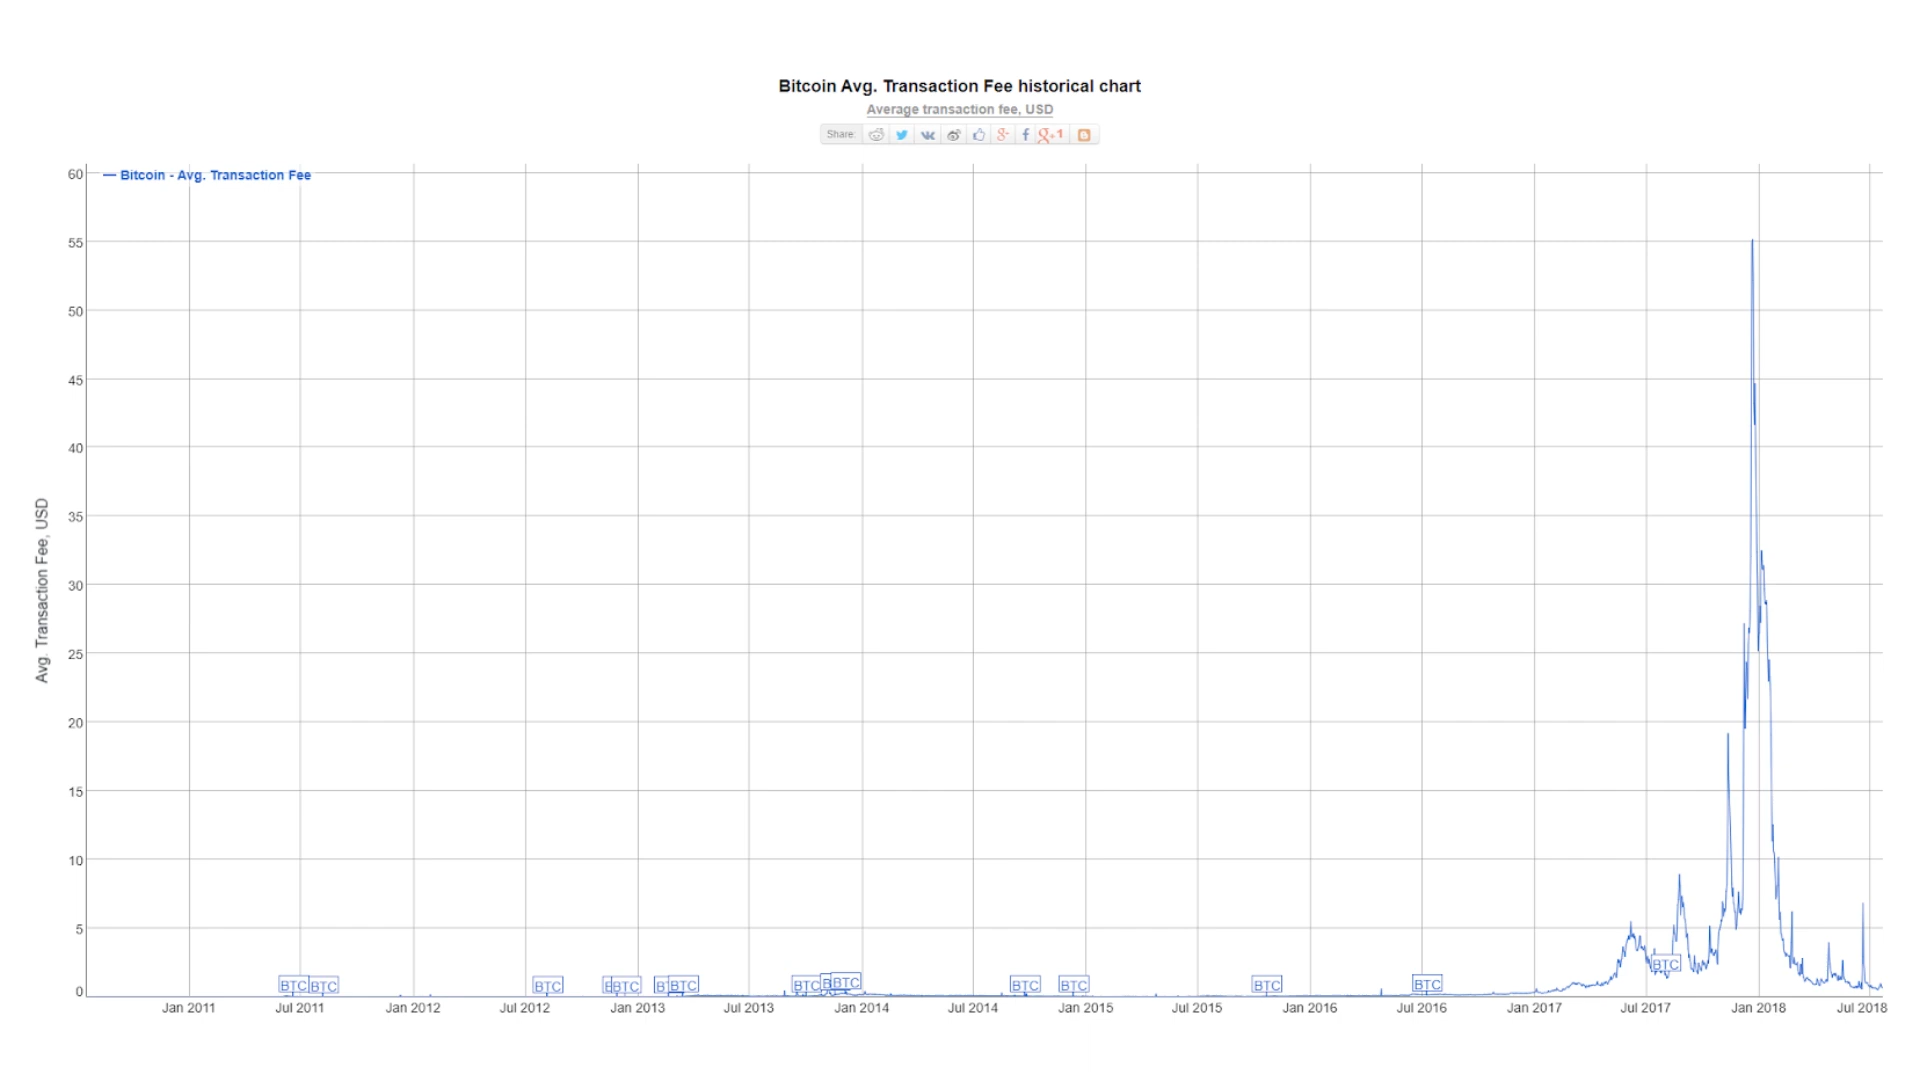 Bitcoin Avg. Transaction Fee historical chart
Average transaction fee, USD
Share: +1
Bitcoin - Avg. Transaction Fee
Avg. Transaction Fee, USD
60
55
50
45
40
35
30
25
20
15
10
5
0
BTC BTC BTC BTC BTC BTC BTC BTC BTC BTC BTC BTC
Jan 2011 Jul 2011 Jan 2012 Jul 2012 Jan 2013 Jul 2013 Jan 2014 Jul 2014 Jan 2015 Jul 2015 Jan 2016 Jul 2016 Jan 2017 Jul 2017 Jan 2018 Jul 2018